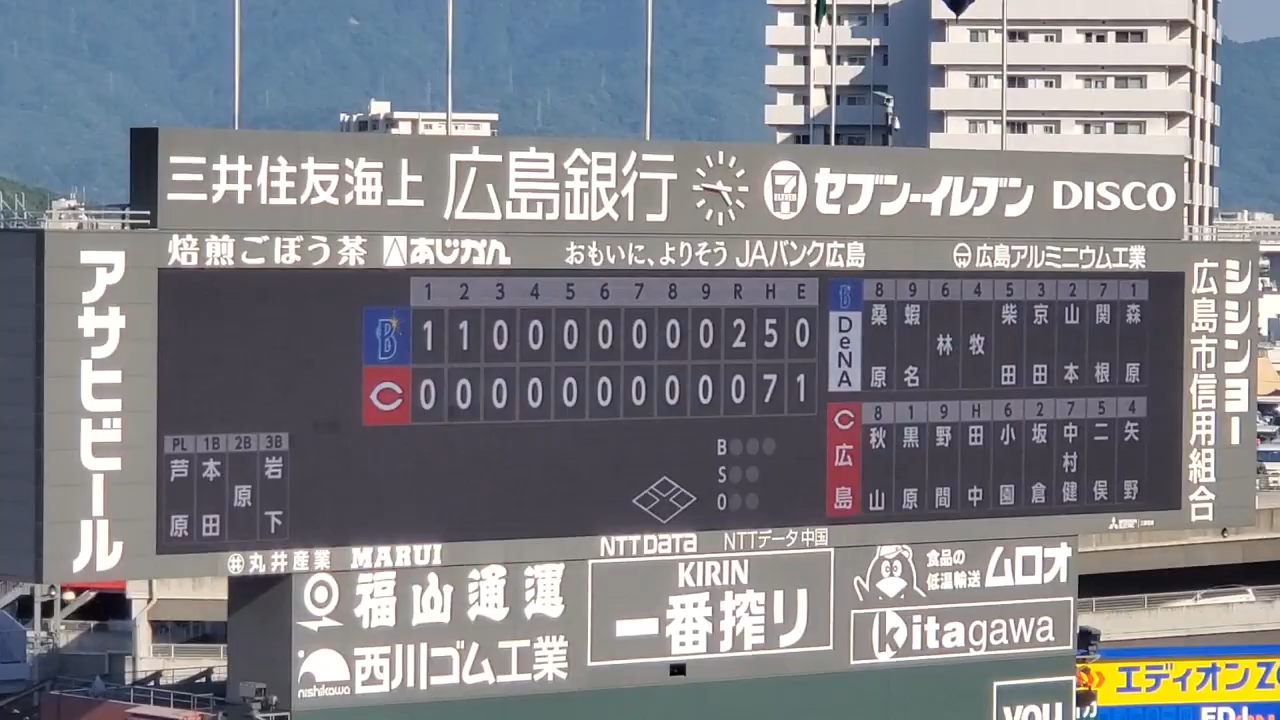 三井住友海上 広島銀行 7 ELEVEN セブン-イレブン DISCO
焙煎ごぼう茶 あじかん おもいに、よりそう JAバンク広島 広島アルミニウム工業
アサヒビール
1 2 3 4 5 6 7 8 9 R H E
B 1 1 0 0 0 0 0 0 0 2 5 0
C 0 0 0 0 0 0 0 0 0 0 7 1
PL 1B 2B 3B
芦原 本田 原 岩下
B
S
O
B DeNA
8 9 6 4 5 3 2 7 1
桑原 蝦名 林 牧 柴田 京田 山本 関根 森原
C 広島
8 1 9 H 6 2 7 5 4
秋山 黒原 野間 田中 小園 坂倉 中村健 二俣 矢野
シシンヨー
広島市信用組合
丸井産業 MARUI NTT DATA NTTデータ中国
福山通運
nishikawa 西川ゴム工業
KIRIN
一番搾り
食品の
低温輸送 ムロオ
kitagawa
エディオン
YOU